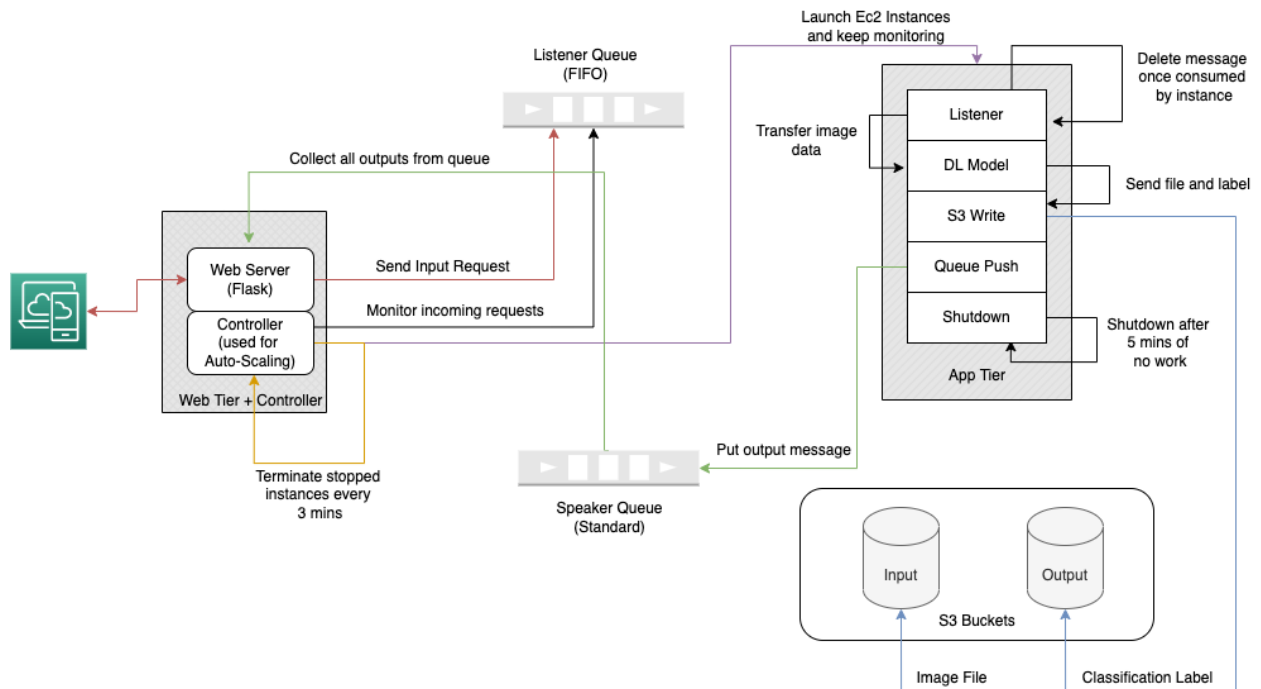 Launch Ec2 Instances
and keep monitoring
Listener Queue
(FIFO)
Delete message
once consumed
by instance
Listener
Transfer image
data
Collect all outputs from queue
DL Model
Send file and label
S3 Write
Web Server
(Flask)
Send Input Request
Queue Push
Monitor incoming requests
Controller
(used for
Auto-Scaling)
Shutdown
Shutdown after
5 mins of
no work
App Tier
Web Tier + Controller
Put output message
Terminate stopped
instances every
3 mins
Speaker Queue
(Standard)
Input
Output
S3 Buckets
Image File
Classification Label